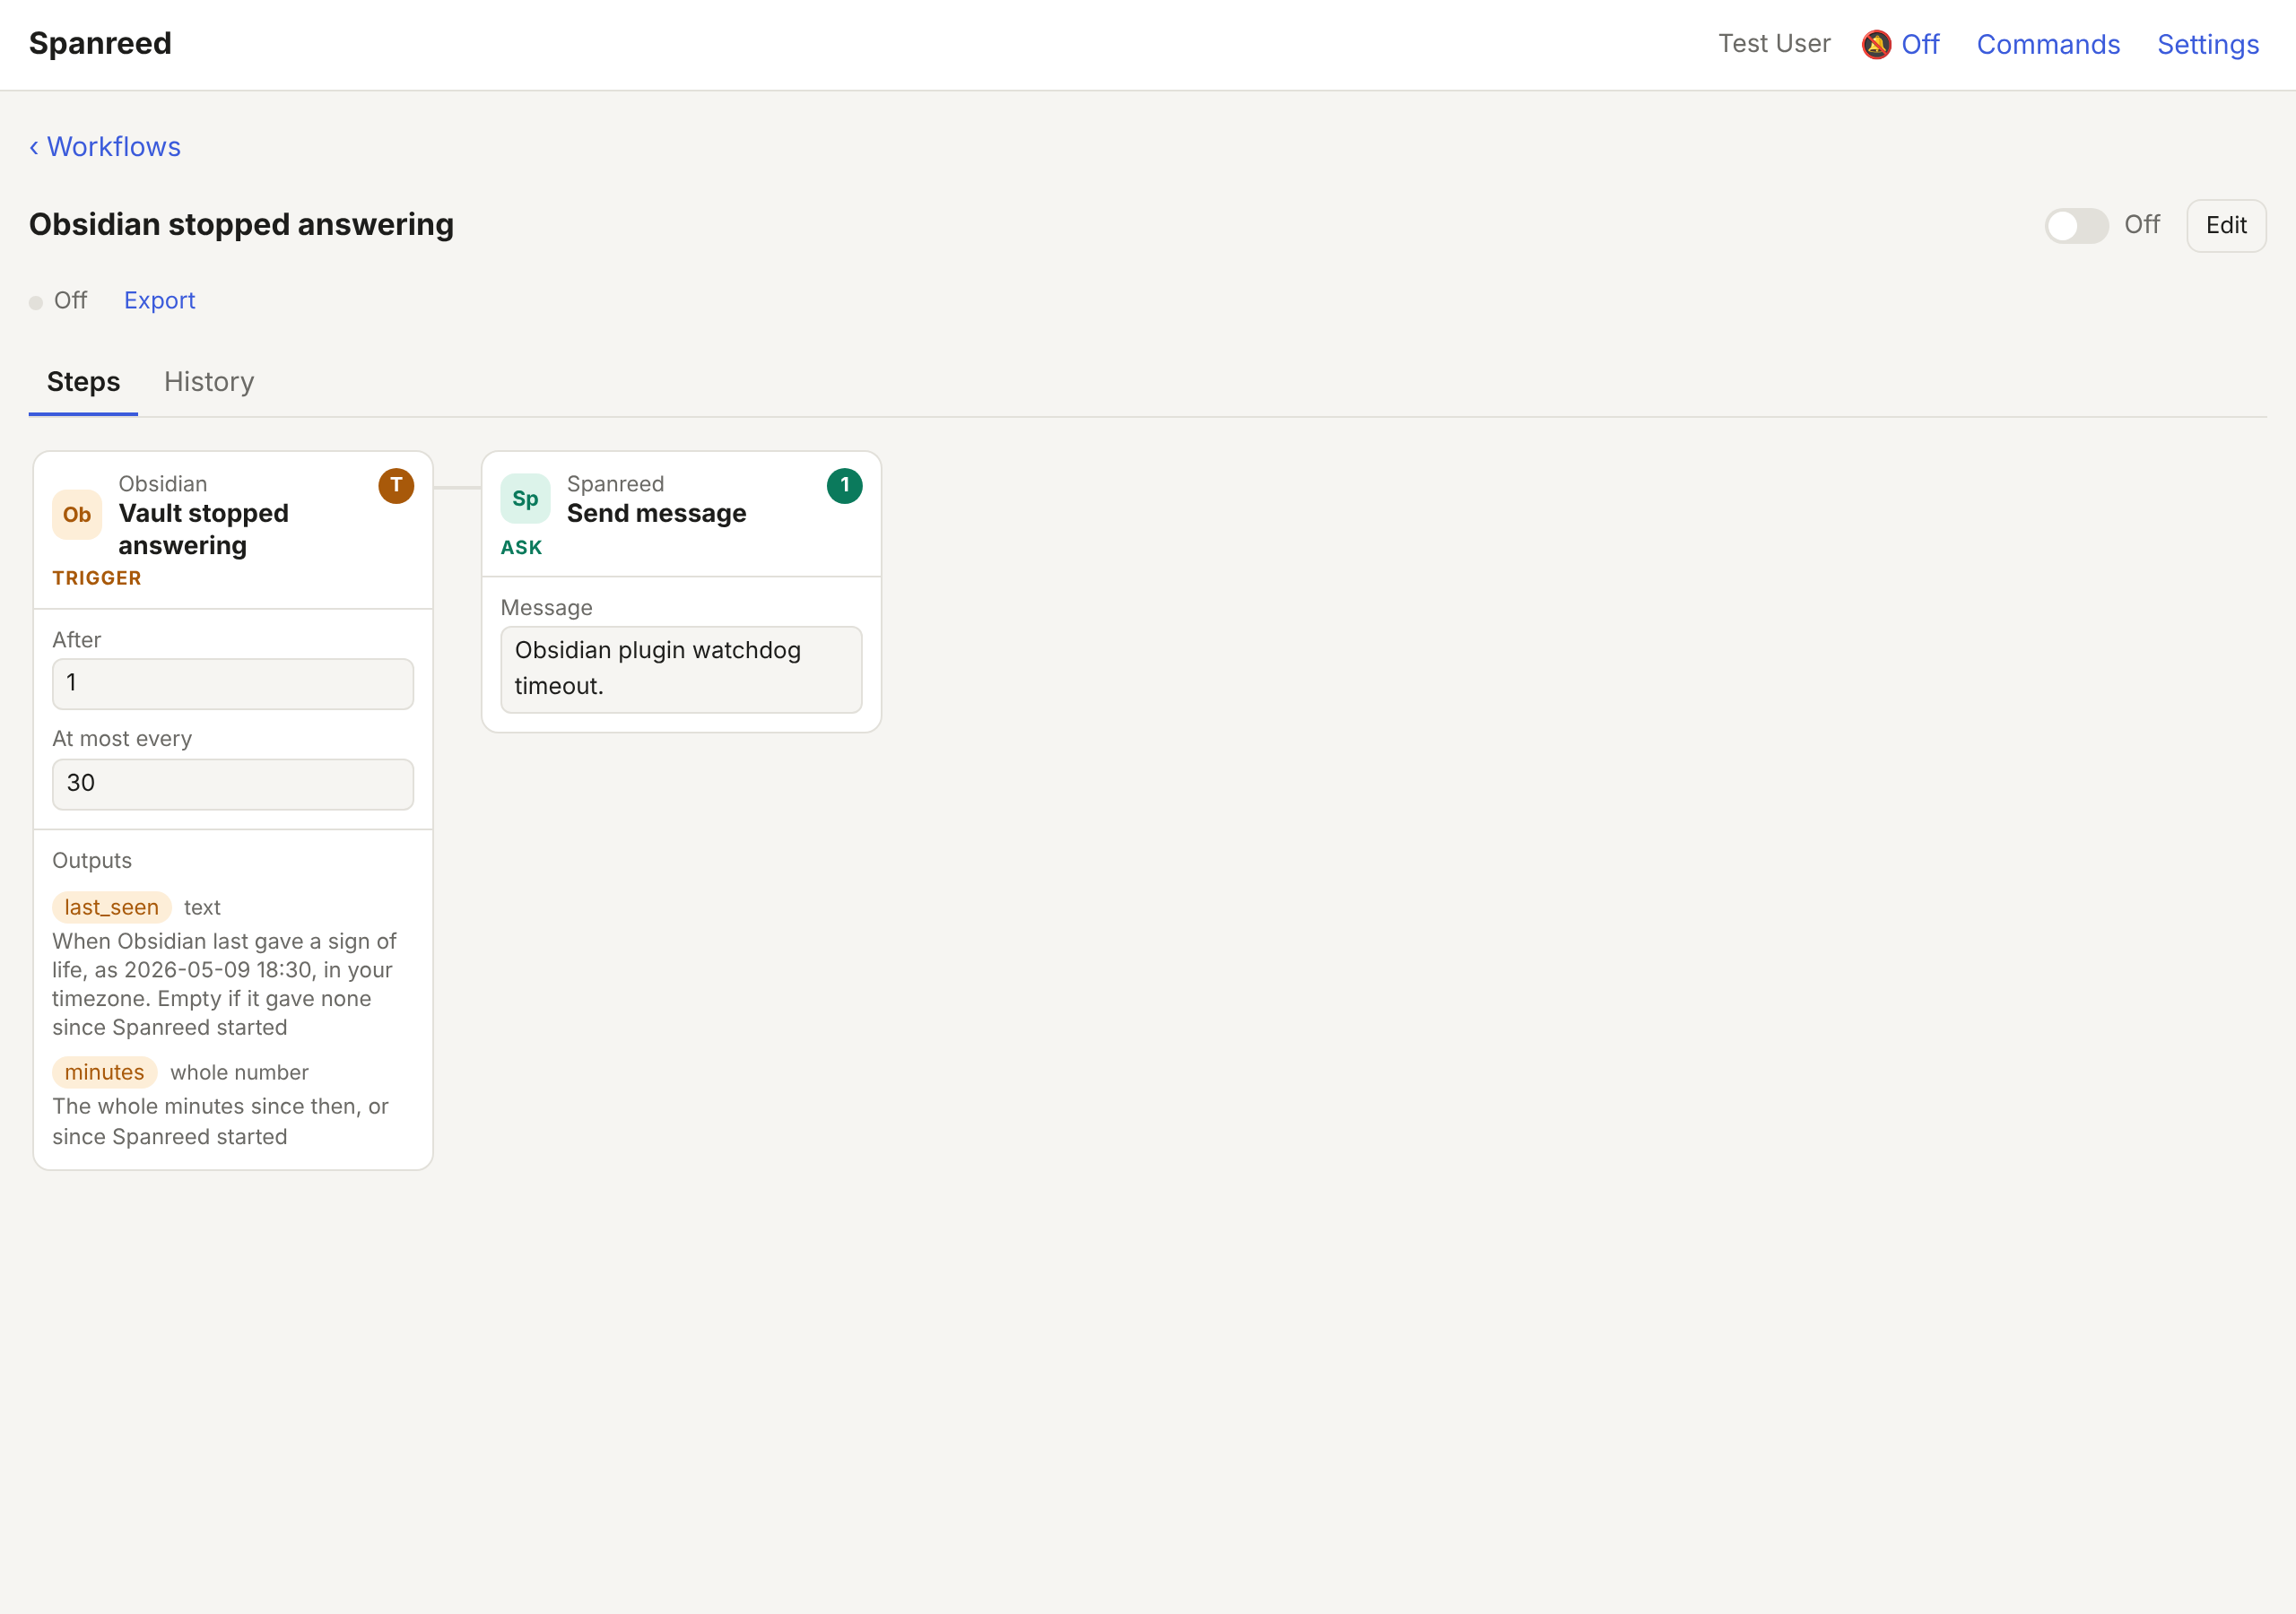 Spanreed
Test User
Off
Commands
Settings
‹ Workflows
Obsidian stopped answering
Off
Edit
Off
Export
Steps
History
Ob
Obsidian
Vault stopped
answering
T
TRIGGER
After
1
At most every
30
Outputs
last_seen text
When Obsidian last gave a sign of
life, as 2026-05-09 18:30, in your
timezone. Empty if it gave none
since Spanreed started
minutes whole number
The whole minutes since then, or
since Spanreed started
Sp
Spanreed
Send message
1
ASK
Message
Obsidian plugin watchdog
timeout.